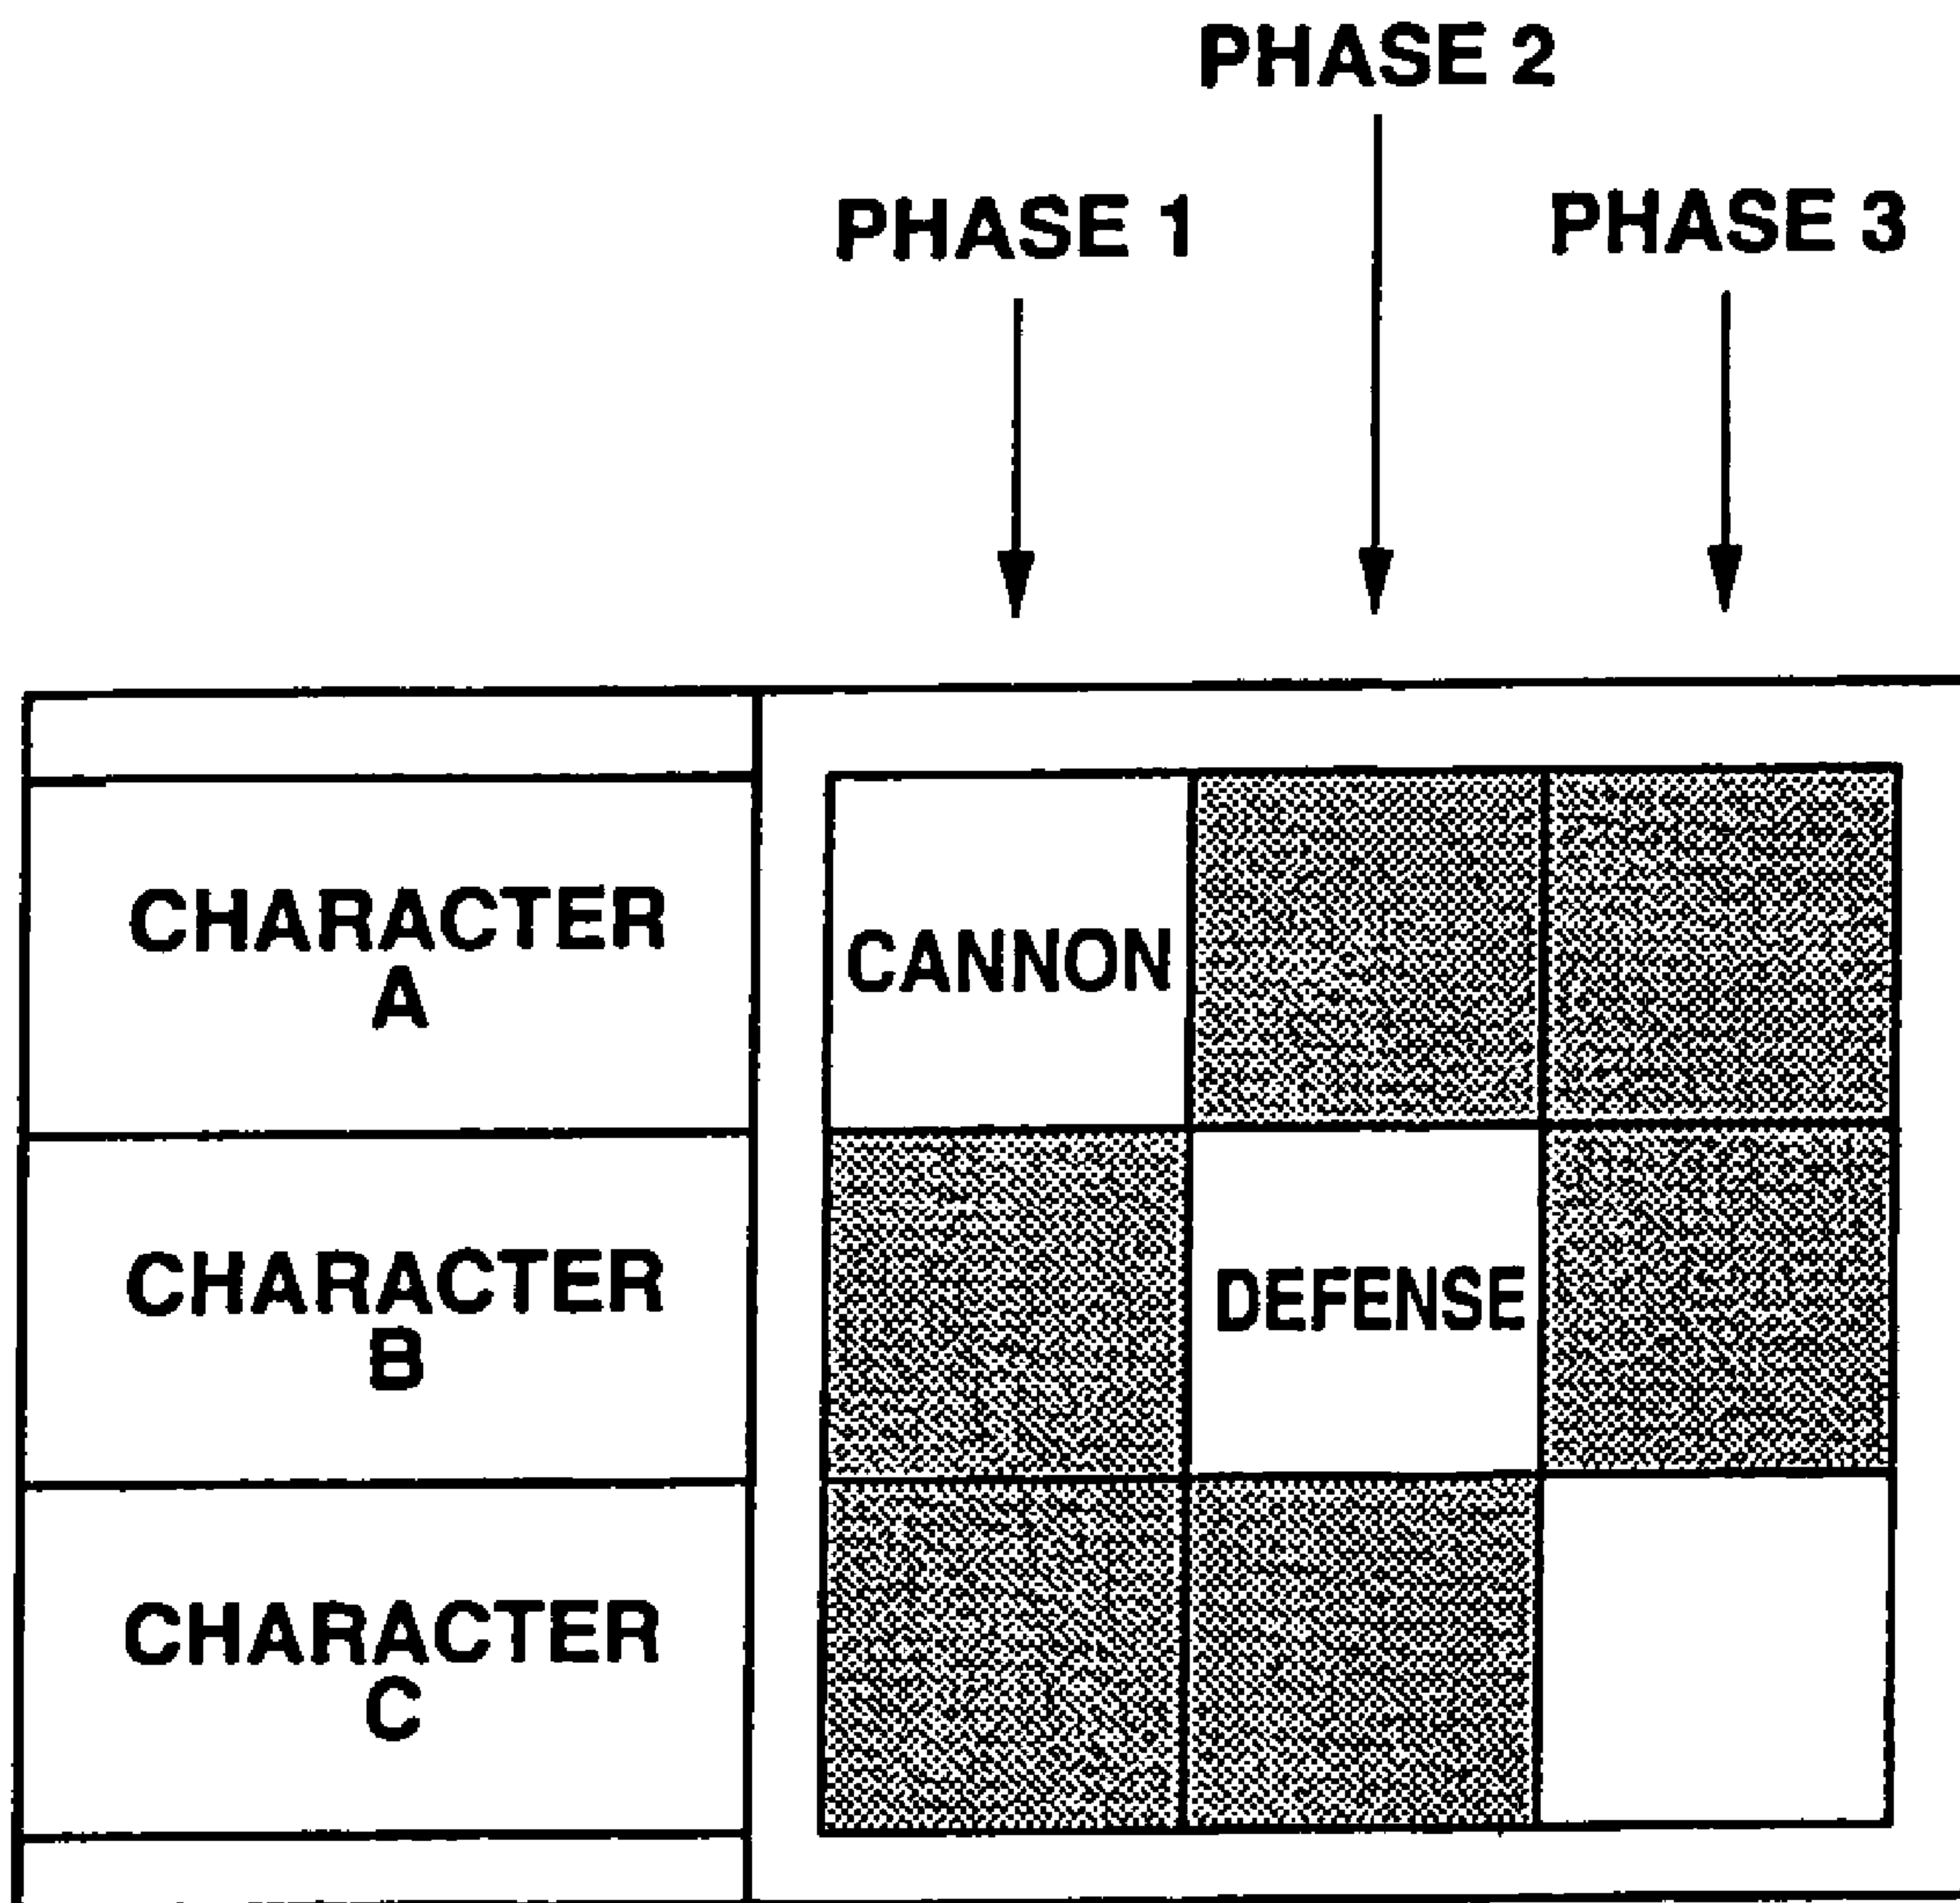 PHASE 2
PHASE 1
PHASE 3
CHARACTER
A
CANNON
CHARACTER
B
DEFENSE
CHARACTER
C